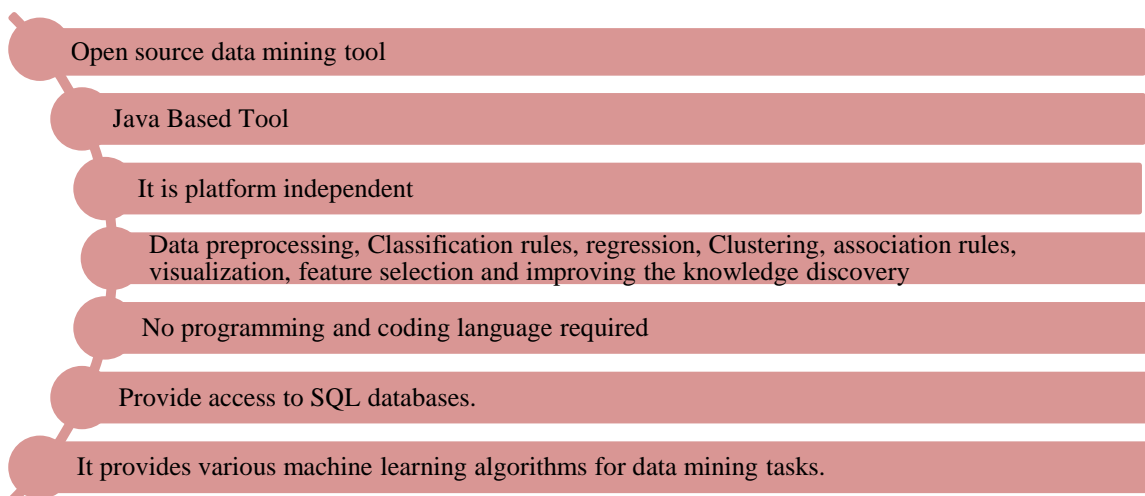 Open source data mining tool
Java Based Tool
It is platform independent
Data preprocessing, Classification rules, regression, Clustering, association rules,
visualization, feature selection and improving the knowledge discovery
No programming and coding language required
Provide access to SQL databases.
It provides various machine learning algorithms for data mining tasks.